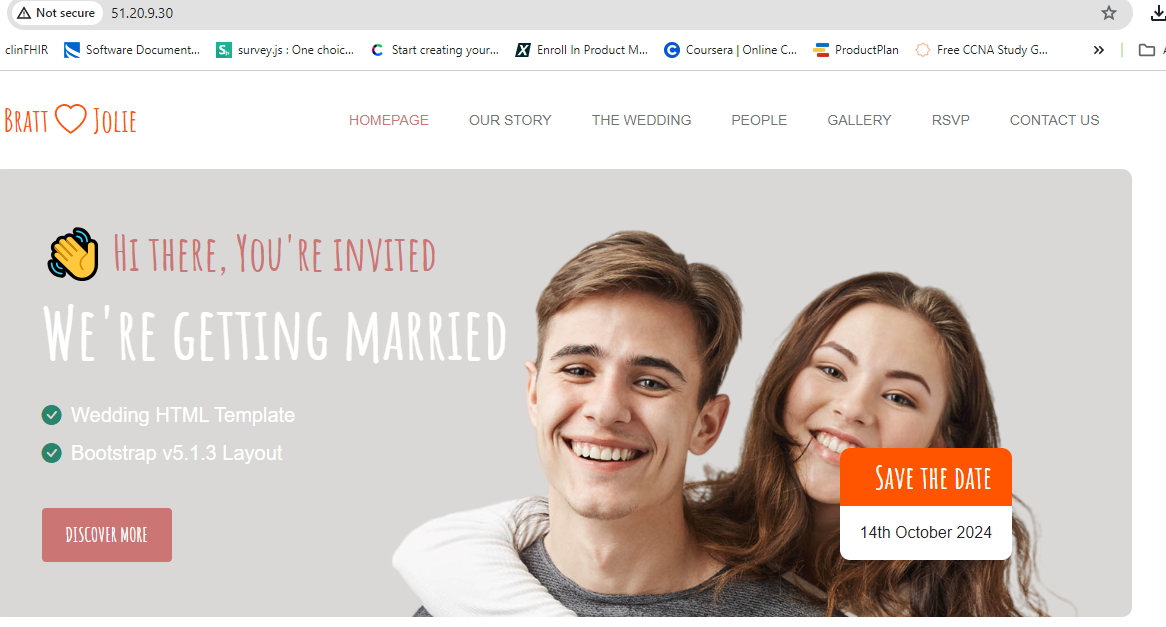 Not secure 51.20.9.30
clinFHIR Software Document... survey.js : One choic... Start creating your... Enroll In Product M... Coursera | Online C... ProductPlan Free CCNA Study G... »
Bratt Jolie
HOMEPAGE OUR STORY THE WEDDING PEOPLE GALLERY RSVP CONTACT US
Hi there, You're invited
We're getting married
Wedding HTML Template
Bootstrap v5.1.3 Layout
DISCOVER MORE
Save the date
14th October 2024